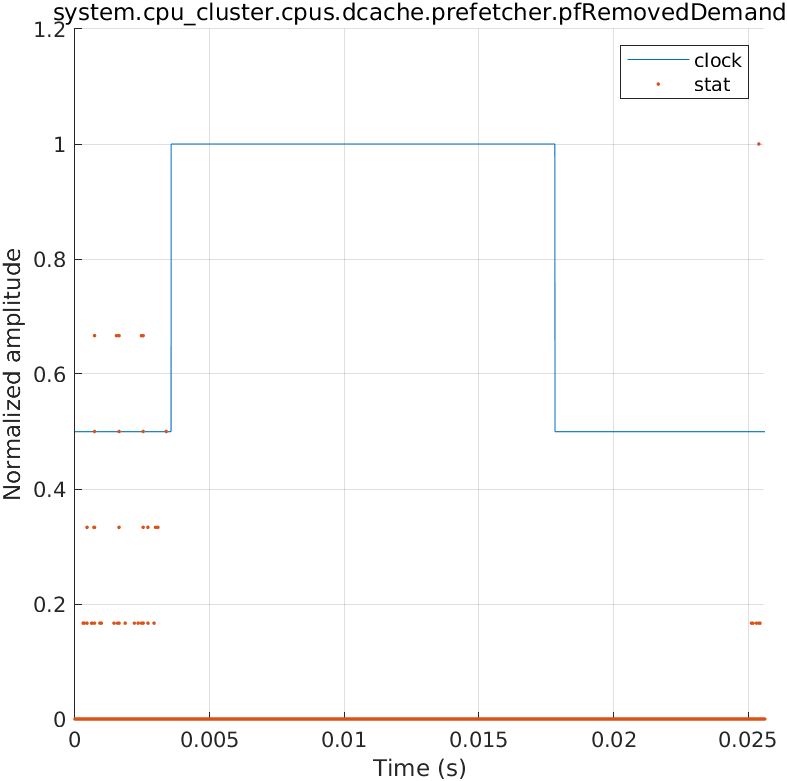 system.cpu_cluster.cpus.dcache.prefetcher.pfRemovedDemand
1.2
1
0.8
0.6
0.4
0.2
0
Normalized amplitude
clock
stat
0 0.005 0.01 0.015 0.02 0.025
Time (s)